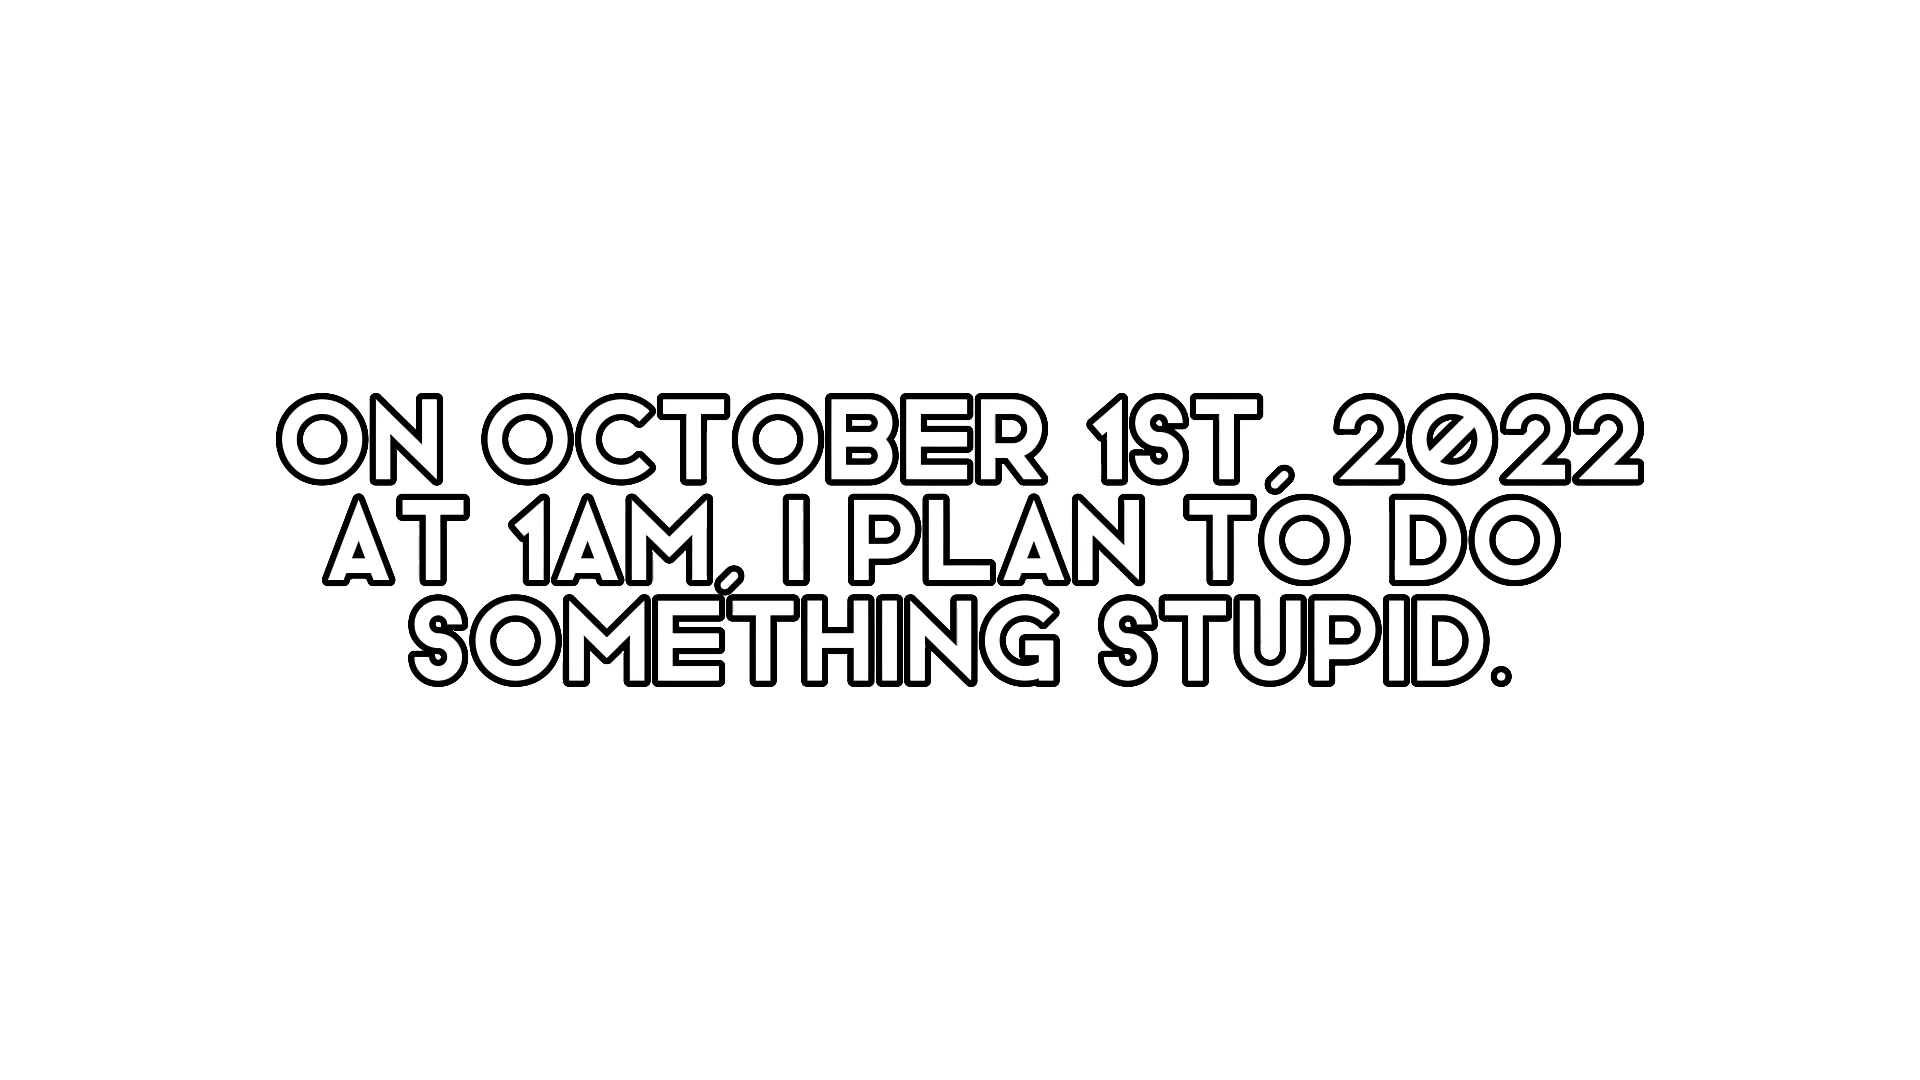 ON OCTOBER 1ST, 2022
AT 1AM, I PLAN TO DO
SOMETHING STUPID.